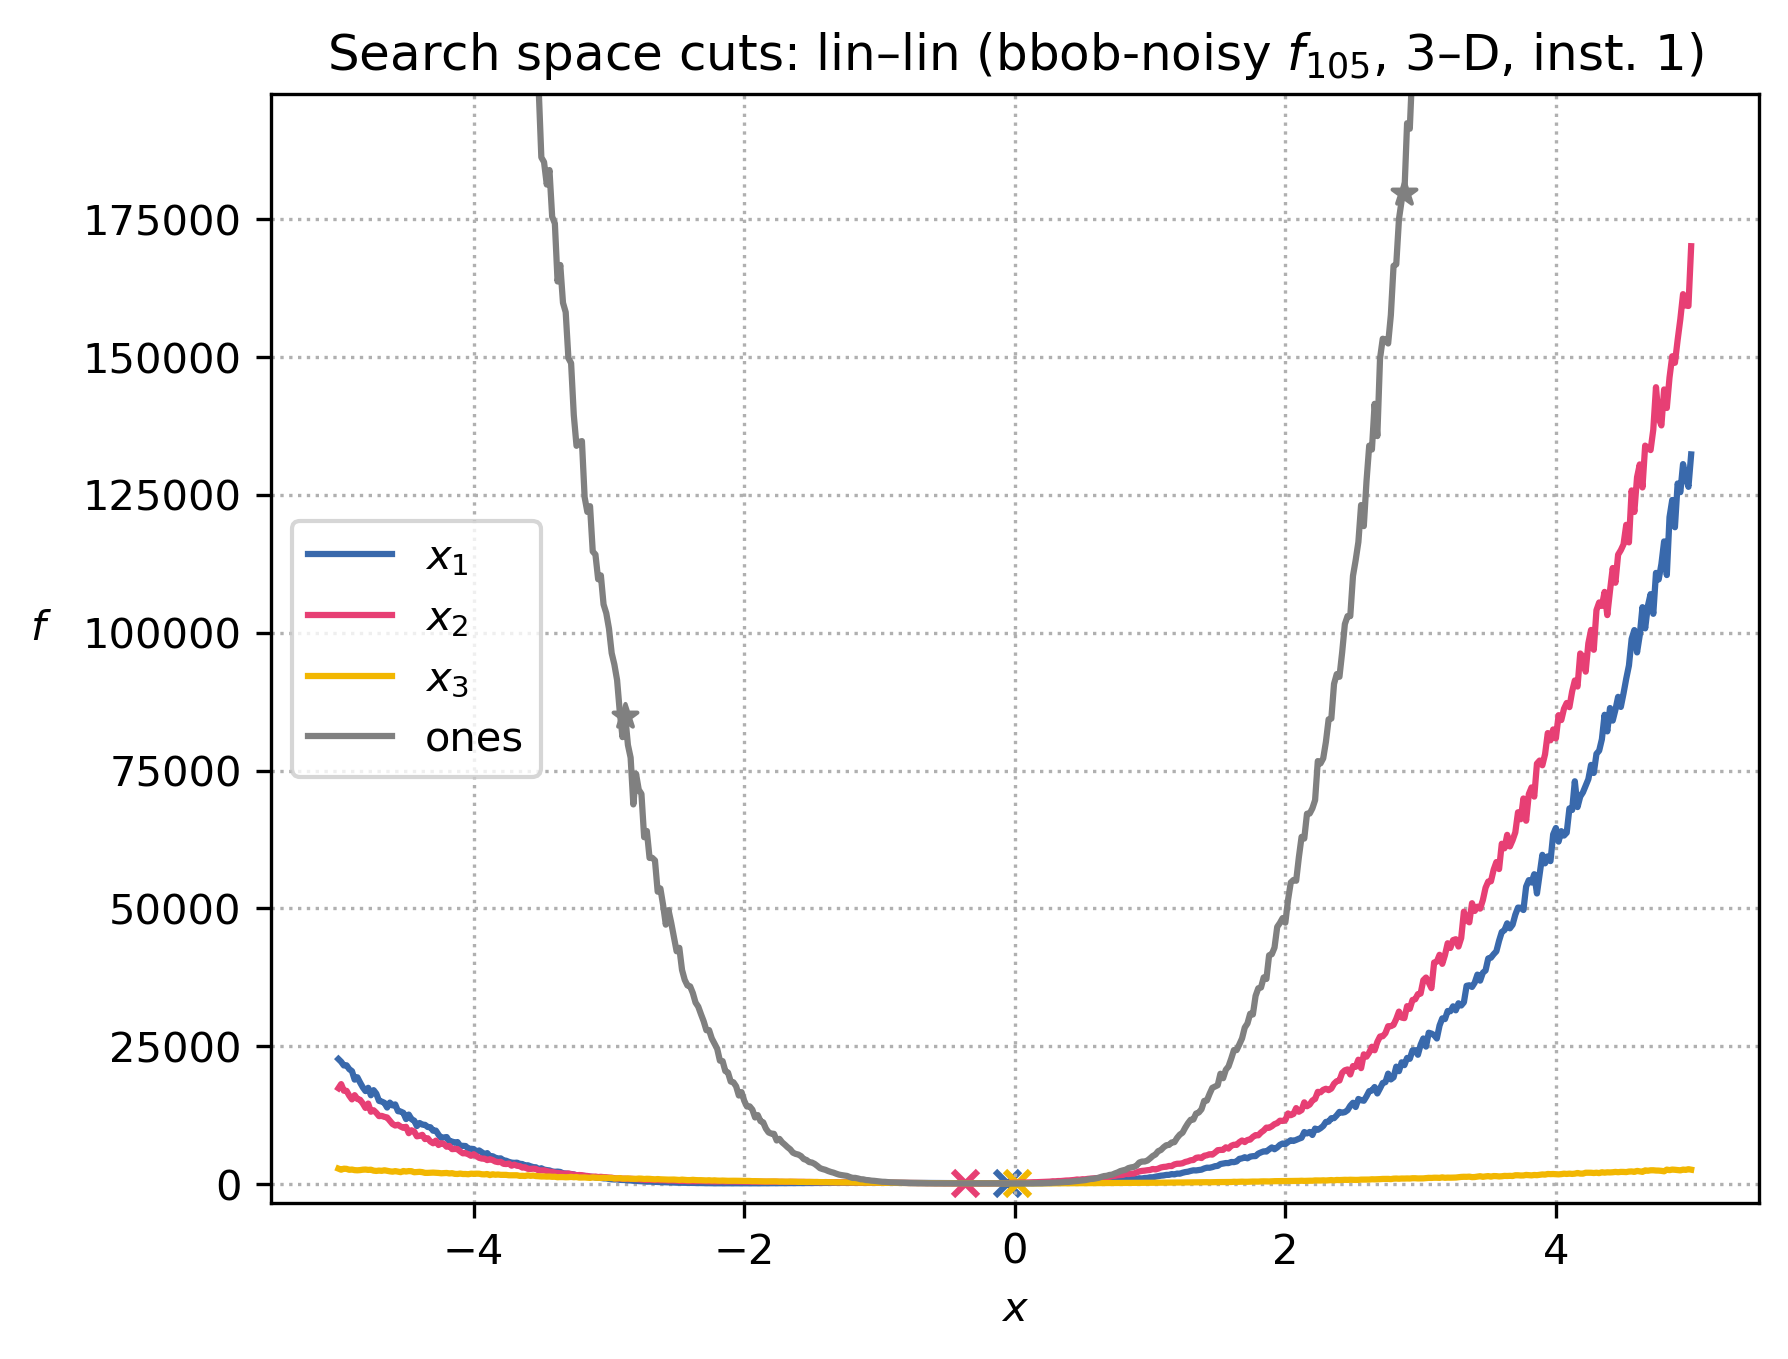 Search space cuts: lin–lin (bbob-noisy f₁₀₅, 3–D, inst. 1)
175000
150000
125000
f 100000
75000
50000
25000
0
x₁
x₂
x₃
ones
−4 −2 0 2 4
x